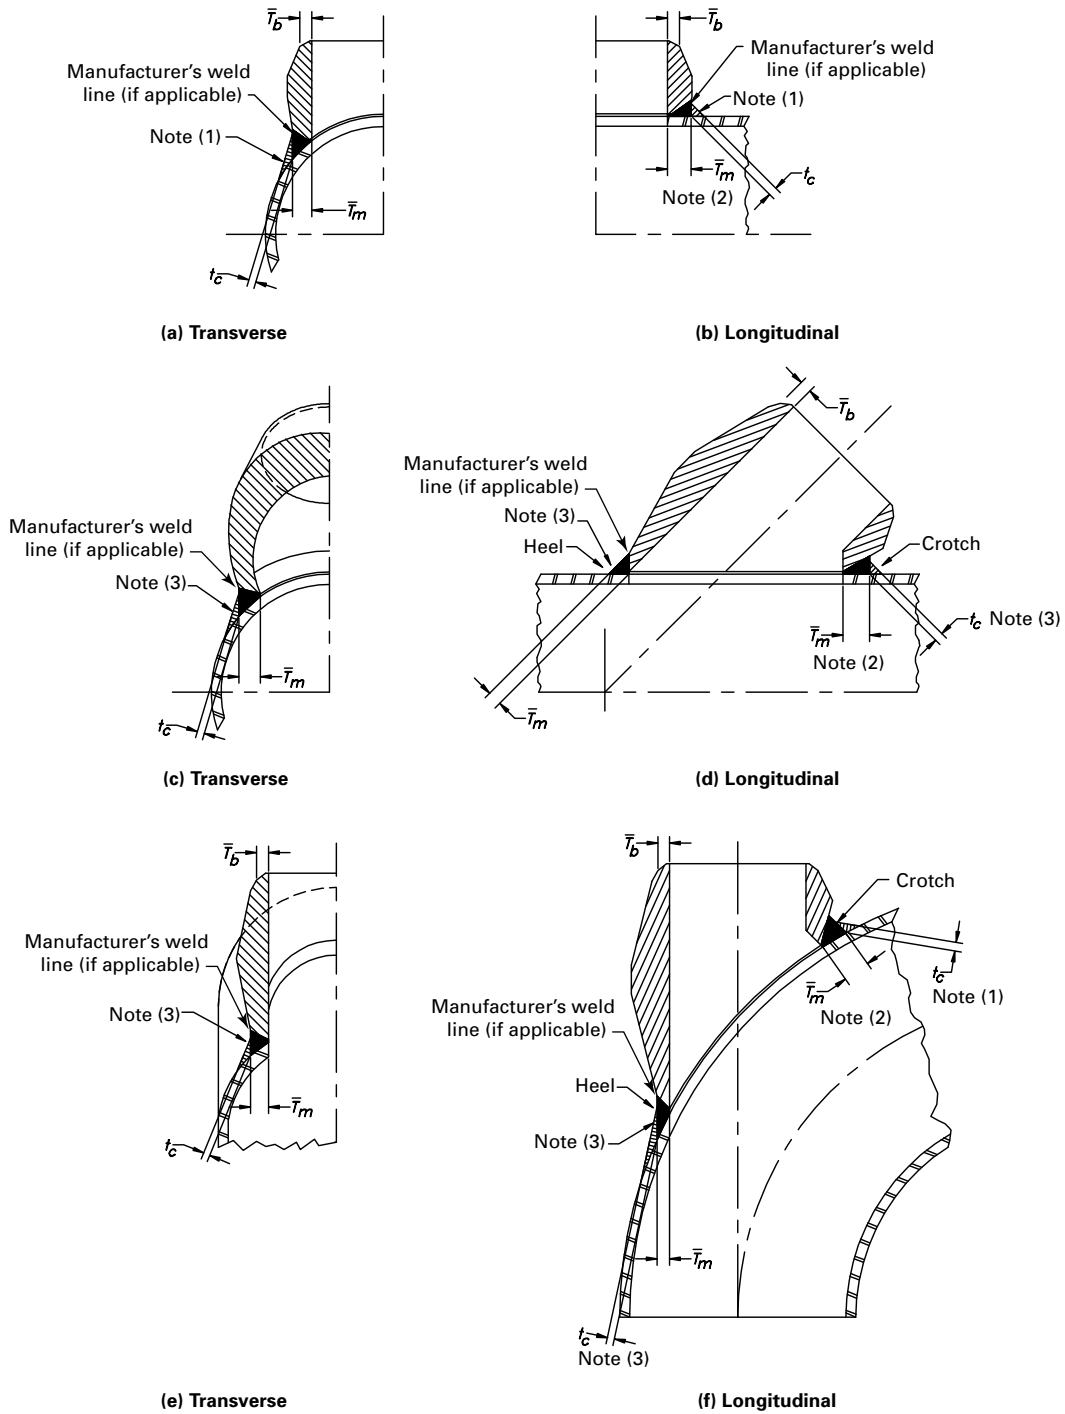 T̅b
Manufacturer's weld
line (if applicable)
Note (1)
T̅m
tc
(a) Transverse
T̅b
Manufacturer's weld
line (if applicable)
Note (1)
T̅m
Note (2)
tc
(b) Longitudinal
Manufacturer's weld
line (if applicable)
Note (3)
T̅m
tc
(c) Transverse
T̅b
Manufacturer's weld
line (if applicable)
Note (3)
Heel
Crotch
T̅m
Note (2)
tc Note (3)
T̅m
(d) Longitudinal
T̅b
Manufacturer's weld
line (if applicable)
Note (3)
T̅m
tc
(e) Transverse
T̅b
Crotch
tc
Note (1)
T̅m
Note (2)
Manufacturer's weld
line (if applicable)
Heel
Note (3)
T̅m
tc
Note (3)
(f) Longitudinal